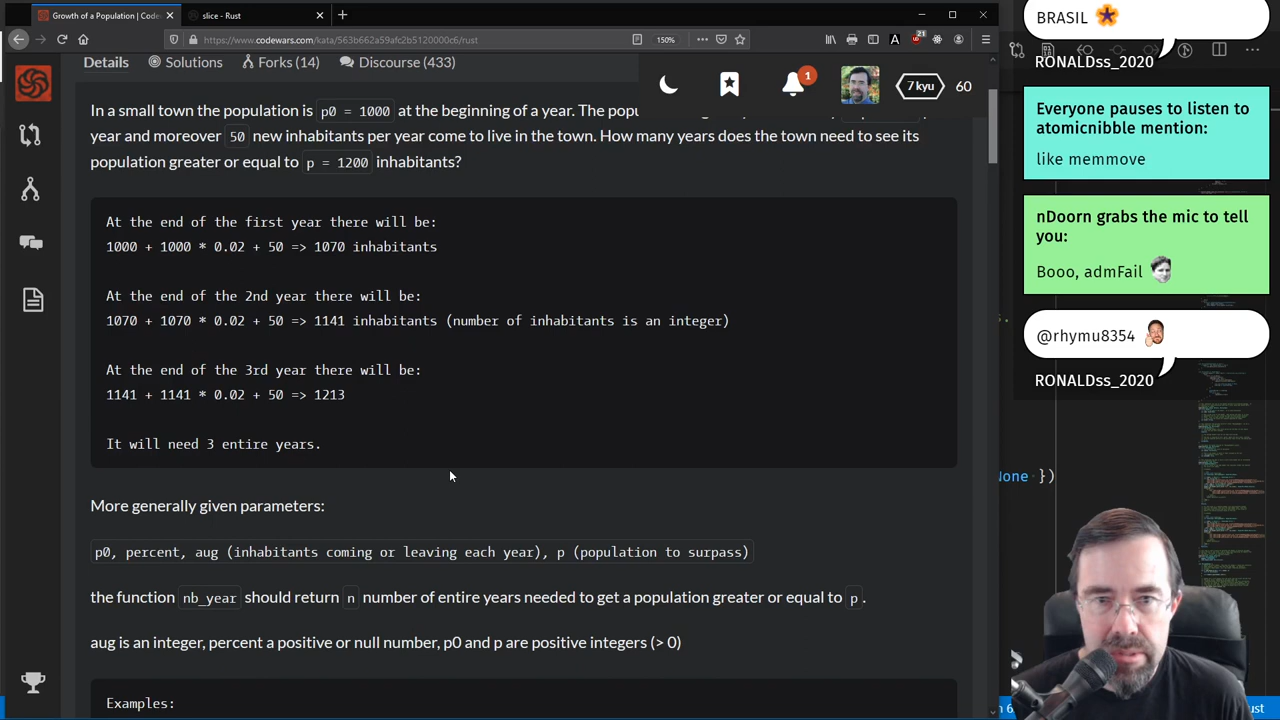 Growth of a Population | Code
slice - Rust
https://www.codewars.com/kata/563b662a59afc2b5120000c6/rust
150%
21
Details
Solutions
Forks (14)
Discourse (433)
1
7 kyu
60
In a small town the population is p0 = 1000 at the beginning of a year. The
year and moreover 50 new inhabitants per year come to live in the town. How many years does the town need to see its
population greater or equal to p = 1200 inhabitants?
At the end of the first year there will be:
1000 + 1000 * 0.02 + 50 => 1070 inhabitants
At the end of the 2nd year there will be:
1070 + 1070 * 0.02 + 50 => 1141 inhabitants (number of inhabitants is an integer)
At the end of the 3rd year there will be:
1141 + 1141 * 0.02 + 50 => 1213
It will need 3 entire years.
More generally given parameters:
p0, percent, aug (inhabitants coming or leaving each year), p (population to surpass)
the function nb_year should return n number of entire years needed to get a population greater or equal to p.
aug is an integer, percent a positive or null number, p0 and p are positive integers (> 0)
Examples:
BRASIL
RONALDss_2020
Everyone pauses to listen to
atomicnibble mention:
like memmove
nDoorn grabs the mic to tell
you:
Booo, admFail
@rhymu8354
RONALDss_2020
None })